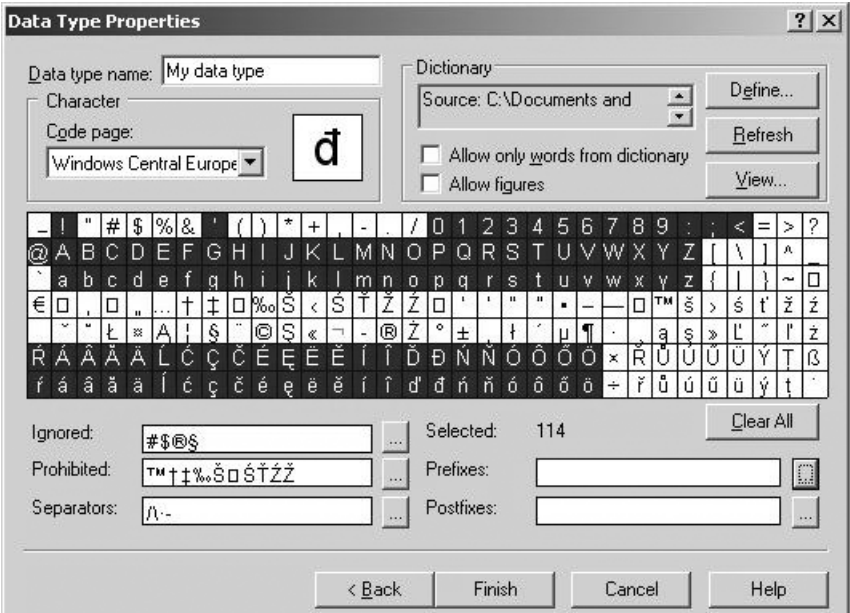 Data Type Properties
Data type name: My data type
Character
Code page:
Windows Central Europe
đ
Dictionary
Source: C:\Documents and
Allow only words from dictionary
Allow figures
Define...
Refresh
View...
_ ! " # $ % & ' ( ) * + , - . / 0 1 2 3 4 5 6 7 8 9 : ; < = > ?
@ A B C D E F G H I J K L M N O P Q R S T U V W X Y Z [ \ ] ^ _
` a b c d e f g h i j k l m n o p q r s t u v w x y z { | } ~ □
€ □ ‚ □ „ … † ‡ □ ‰ Š ‹ Ś Ť Ž Ź □ ' ' " " • – — □ ™ š › ś ť ž ź
ˇ ˘ Ł ¤ Ą ¦ § ¨ © Ş « ¬ - ® Ż ° ± ˛ ł ´ µ ¶ · ¸ ą ş » Ľ ˝ ľ ż
Ŕ Á Â Ă Ä Ĺ Ć Ç Č É Ę Ë Ě Í Î Ď Đ Ń Ň Ó Ô Ő Ö × Ř Ů Ú Ű Ü Ý Ţ ß
ŕ á â ă ä ĺ ć ç č é ę ë ě í î ď đ ń ň ó ô ő ö ÷ ř ů ú ű ü ý ţ ˙
Clear All
Ignored: #$®§ ...
Selected: 114
Prohibited: ™†‡‰Š□ŚŤŹŽ ...
Prefixes:
Separators: /\·- ...
Postfixes: ...
< Back
Finish
Cancel
Help